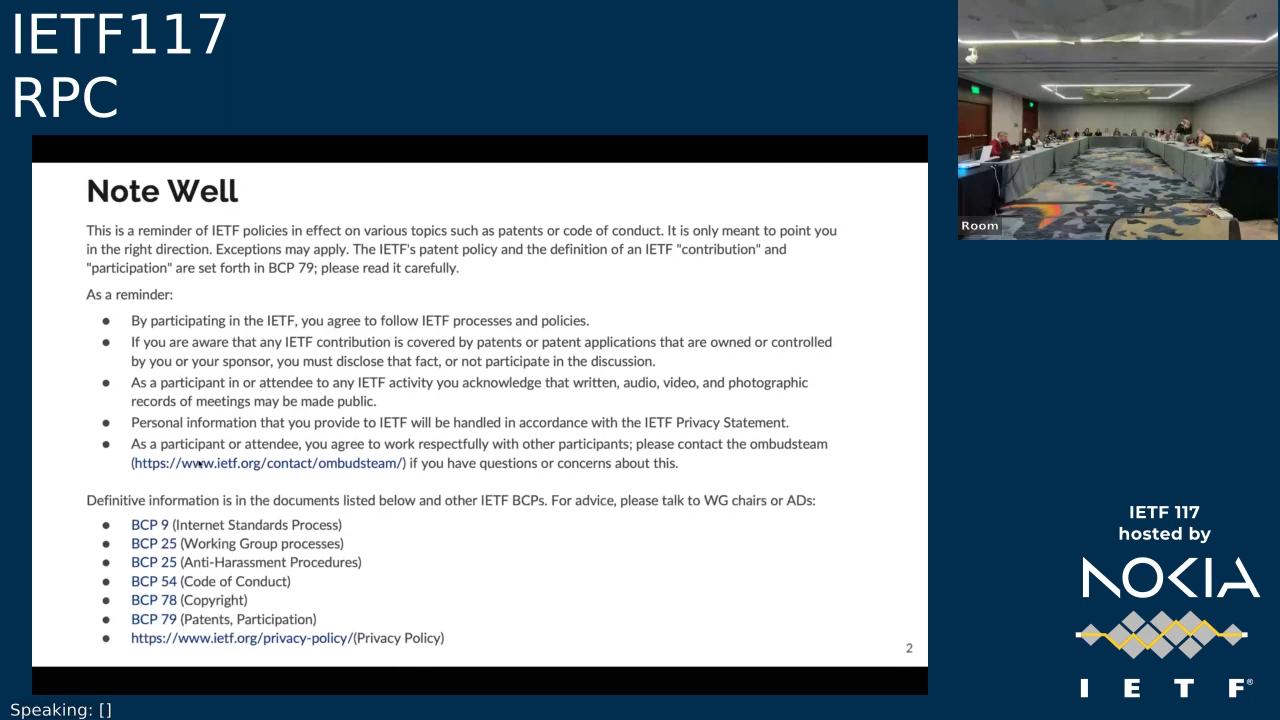 IETF117
RPC
Room
Note Well
This is a reminder of IETF policies in effect on various topics such as patents or code of conduct. It is only meant to point you
in the right direction. Exceptions may apply. The IETF's patent policy and the definition of an IETF "contribution" and
"participation" are set forth in BCP 79; please read it carefully.
As a reminder:
● By participating in the IETF, you agree to follow IETF processes and policies.
● If you are aware that any IETF contribution is covered by patents or patent applications that are owned or controlled
by you or your sponsor, you must disclose that fact, or not participate in the discussion.
● As a participant in or attendee to any IETF activity you acknowledge that written, audio, video, and photographic
records of meetings may be made public.
● Personal information that you provide to IETF will be handled in accordance with the IETF Privacy Statement.
● As a participant or attendee, you agree to work respectfully with other participants; please contact the ombudsteam
(https://www.ietf.org/contact/ombudsteam/) if you have questions or concerns about this.
Definitive information is in the documents listed below and other IETF BCPs. For advice, please talk to WG chairs or ADs:
● BCP 9 (Internet Standards Process)
● BCP 25 (Working Group processes)
● BCP 25 (Anti-Harassment Procedures)
● BCP 54 (Code of Conduct)
● BCP 78 (Copyright)
● BCP 79 (Patents, Participation)
● https://www.ietf.org/privacy-policy/(Privacy Policy)
2
IETF 117
hosted by
NOKIA
I E T F®
Speaking: []